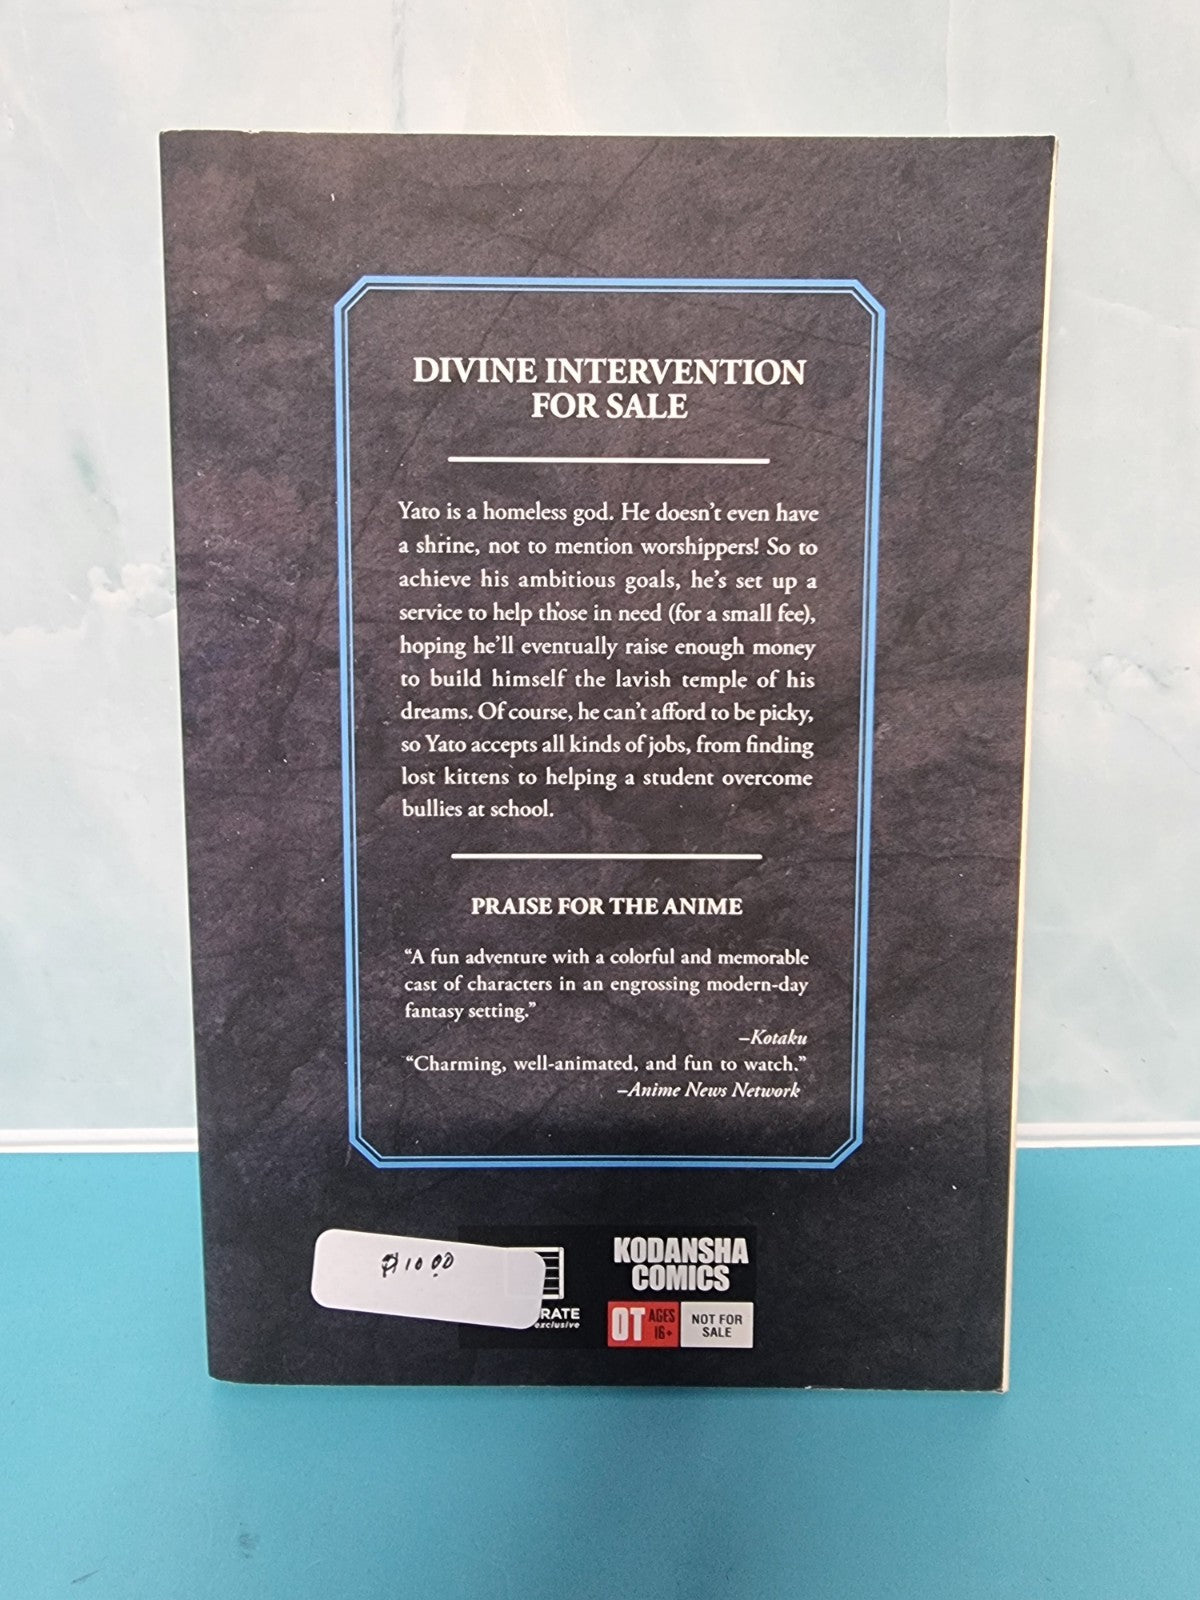 DIVINE INTERVENTION
FOR SALE
Yato is a homeless god. He doesn't even have
a shrine, not to mention worshippers! So to
achieve his ambitious goals, he's set up a
service to help those in need (for a small fee),
hoping he'll eventually raise enough money
to build himself the lavish temple of his
dreams. Of course, he can't afford to be picky,
so Yato accepts all kinds of jobs, from finding
lost kittens to helping a student overcome
bullies at school.
PRAISE FOR THE ANIME
“A fun adventure with a colorful and memorable
cast of characters in an engrossing modern-day
fantasy setting.”
–Kotaku
“Charming, well-animated, and fun to watch.”
–Anime News Network
10 00
RATE
exclusive
KODANSHA
COMICS
OT AGES
16+
NOT FOR
SALE